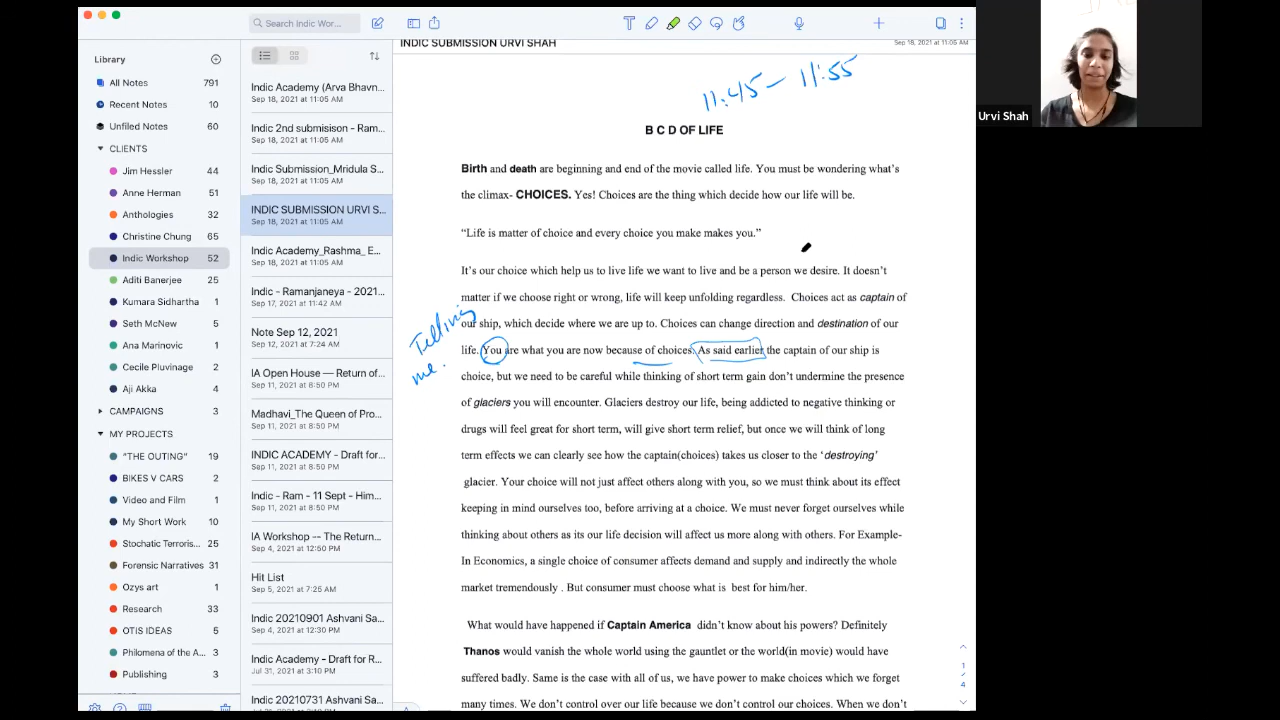 Search Indic Wor...
Library
All Notes 791
Recent Notes 10
Unfiled Notes 60
CLIENTS
Jim Hessler 44
Anne Herman 51
Anthologies 32
Christine Chung 65
Indic Workshop 52
Aditi Banerjee 25
Kumara Sidhartha 1
Seth McNew 5
Ana Marinovic 1
Cecile Pluvinage 2
Aji Akka 4
CAMPAIGNS 3
MY PROJECTS
"THE OUTING" 19
BIKES V CARS 2
Video and Film 1
My Short Work 10
Stochatic Terroris... 25
Forensic Narratives 31
Ozys art 1
Research 33
OTIS IDEAS 5
Philomena of the A... 3
Publishing 3
Indic Academy (Arva Bhavn...
Sep 18, 2021 at 11:05 AM
Indic 2nd submisison - Ram...
Sep 18, 2021 at 11:05 AM
Indic Submission_Mridula S...
Sep 18, 2021 at 11:05 AM
INDIC SUBMISSION URVI S...
Sep 18, 2021 at 11:05 AM
Indic Academy_Rashma_ E...
Sep 18, 2021 at 11:05 AM
Indic - Ramanjaneya - 2021...
Sep 17, 2021 at 11:42 AM
Note Sep 12, 2021
Sep 12, 2021 at 7:24 AM
IA Open House — Return of...
Sep 11, 2021 at 8:50 PM
Madhavi_The Queen of Pro...
Sep 11, 2021 at 8:50 PM
INDIC ACADEMY - Draft for...
Sep 11, 2021 at 8:50 PM
Indic - Ram - 11 Sept - Him...
Sep 11, 2021 at 8:50 PM
IA Workshop -- The Return...
Sep 4, 2021 at 12:50 PM
Hit List
Sep 5, 2021 at 7:25 AM
Indic 20210901 Ashvani Sa...
Sep 4, 2021 at 12:30 PM
Indic Academy - Draft for R...
Jul 31, 2021 at 3:10 PM
Indic 20210731 Ashvani Sa...
INDIC SUBMISSION URVI SHAH
Sep 18, 2021 at 11:05 AM
11:45 – 11:55
B C D OF LIFE
Birth and death are beginning and end of the movie called life. You must be wondering what's
the climax- CHOICES. Yes! Choices are the thing which decide how our life will be.
"Life is matter of choice and every choice you make makes you."
It's our choice which help us to live life we want to live and be a person we desire. It doesn't
matter if we choose right or wrong, life will keep unfolding regardless. Choices act as captain of
our ship, which decide where we are up to. Choices can change direction and destination of our
life. You are what you are now because of choices. As said earlier the captain of our ship is
choice, but we need to be careful while thinking of short term gain don't undermine the presence
of glaciers you will encounter. Glaciers destroy our life, being addicted to negative thinking or
drugs will feel great for short term, will give short term relief, but once we will think of long
term effects we can clearly see how the captain(choices) takes us closer to the 'destroying'
glacier. Your choice will not just affect others along with you, so we must think about its effect
keeping in mind ourselves too, before arriving at a choice. We must never forget ourselves while
thinking about others as its our life decision will affect us more along with others. For Example-
In Economics, a single choice of consumer affects demand and supply and indirectly the whole
market tremendously . But consumer must choose what is best for him/her.
What would have happened if Captain America didn't know about his powers? Definitely
Thanos would vanish the whole world using the gauntlet or the world(in movie) would have
suffered badly. Same is the case with all of us, we have power to make choices which we forget
many times. We don't control over our life because we don't control our choices. When we don't
Telling
me.
1
4
Urvi Shah